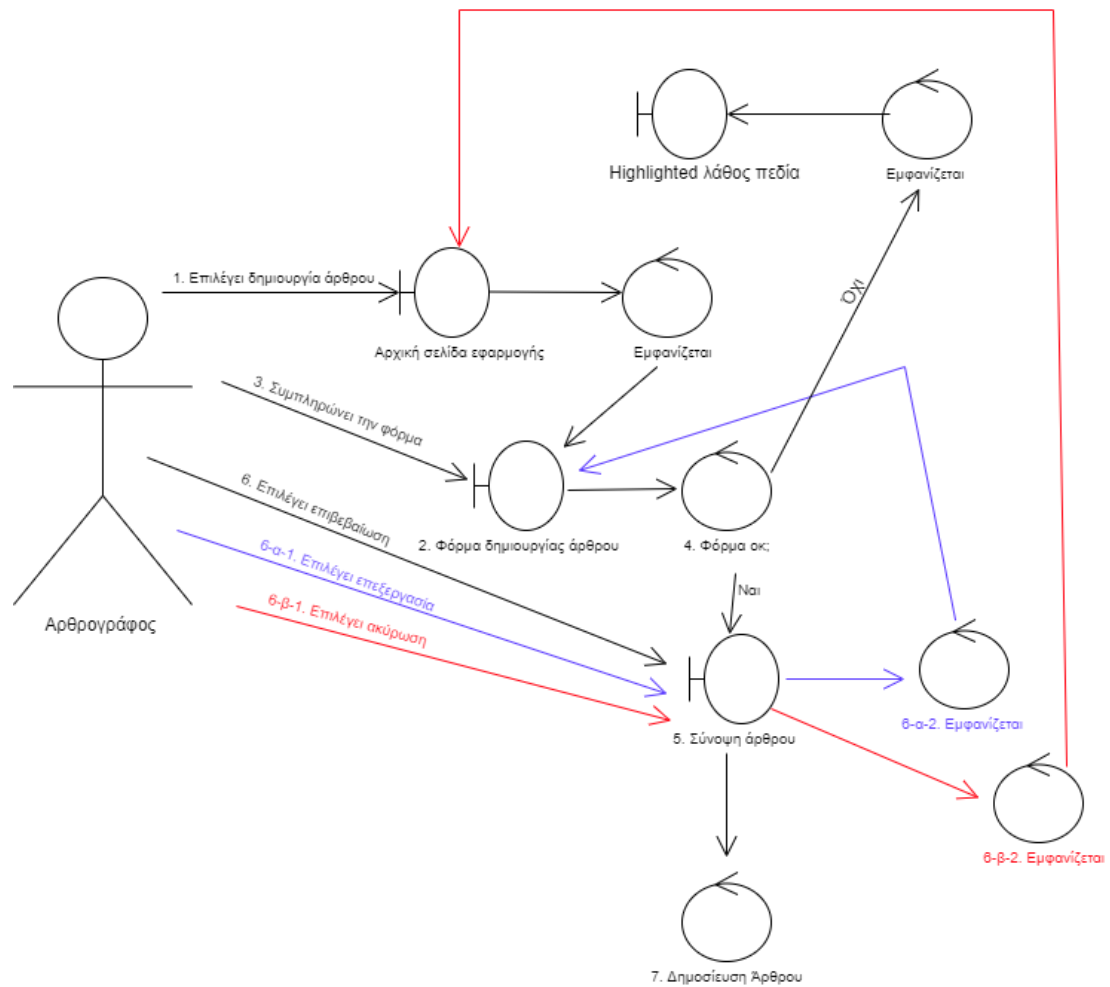 Highlighted λάθος πεδία
Εμφανίζεται
1. Επιλέγει δημιουργία άρθρου
Όχι
Αρχική σελίδα εφαρμογής
Εμφανίζεται
3. Συμπληρώνει την φόρμα
6. Επιλέγει επιβεβαίωση
2. Φόρμα δημιουργίας άρθρου
4. Φόρμα οκ;
6-α-1. Επιλέγει επεξεργασία
Ναι
6-β-1. Επιλέγει ακύρωση
Αρθρογράφος
6-α-2. Εμφανίζεται
5. Σύνοψη άρθρου
6-β-2. Εμφανίζεται
7. Δημοσίευση Άρθρου